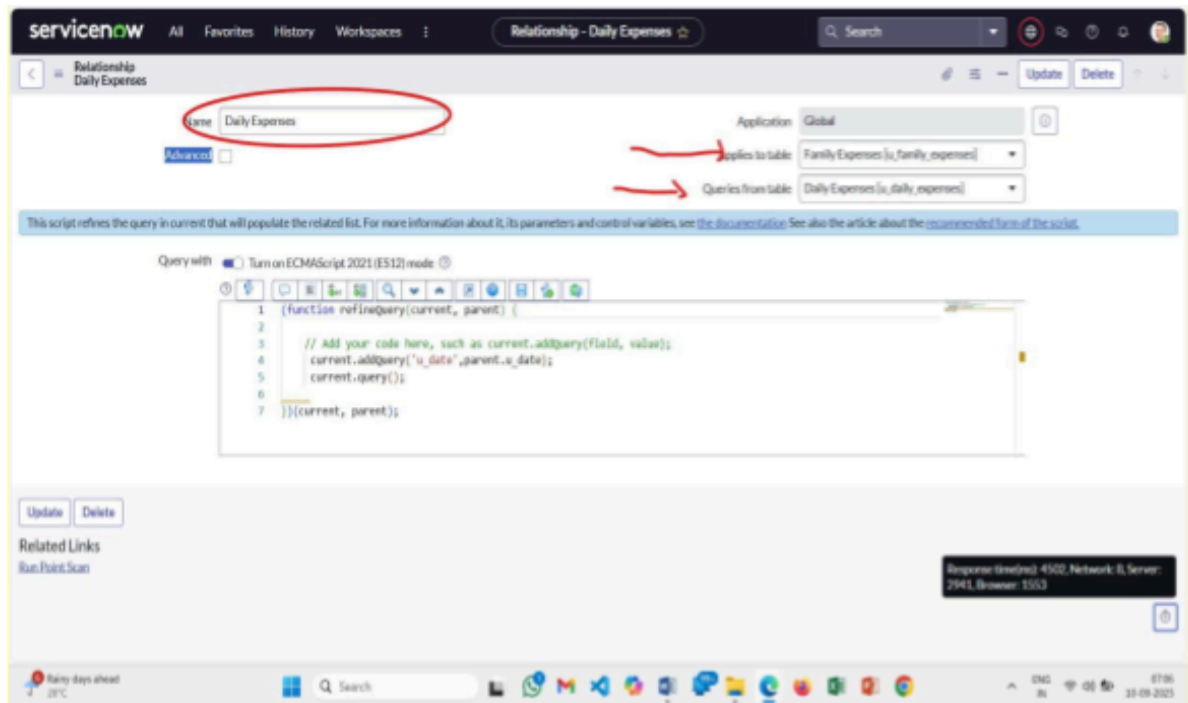 servicenow All Favorites History Workspaces Relationship - Daily Expenses Search
Relationship
Daily Expenses
Update Delete
Name Daily Expenses
Application Global
Advanced
Applies to table Family Expenses [u_family_expenses]
Queries from table Daily Expenses [u_daily_expenses]
This script refines the query in current that will populate the related list. For more information about it, its parameters and control variables, see the documentation See also the article about the recommended form of the script.
Query with Turn on ECMAScript 2021 (ES12) mode
1 (function refineQuery(current, parent) {
2
3 // Add your code here, such as current.addQuery(field, value);
4 current.addQuery('u_date',parent.u_date);
5 current.query();
6
7 })(current, parent);
Update Delete
Related Links
Run Point Scan
Response time(ms): 4502, Network: 8, Server:
2941, Browser: 1553
Rainy days ahead
28°C
Search
ENG
IN
07:06
10-09-2025